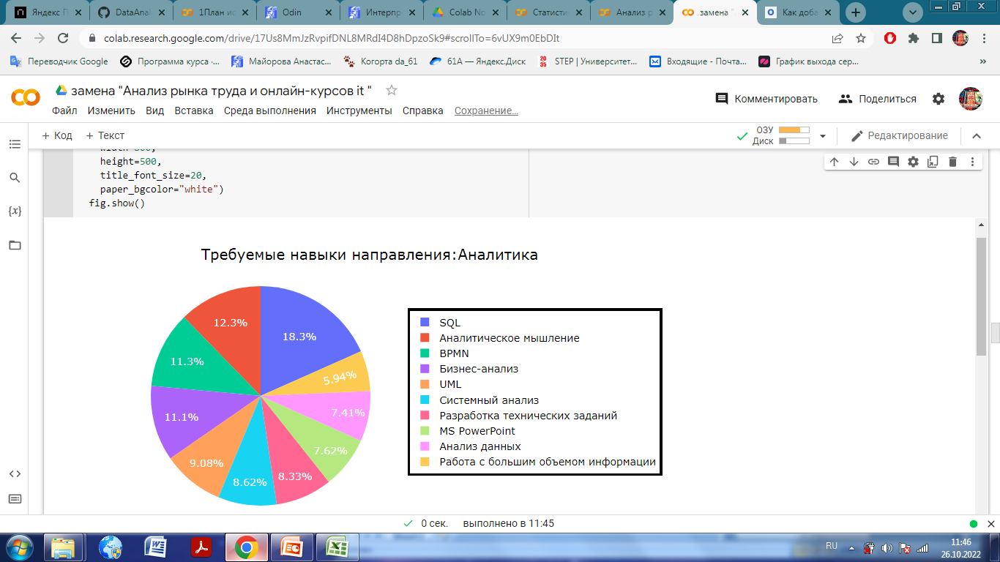 Яндекс П
DataAnal
1План ис
Odin
Интерпре
Colab No
Статисти
Анализ р
замена "А
Как доба
colab.research.google.com/drive/17Us8MmJzRvpifDNL8MRdI4D8hDpzoSk9#scrollTo=6vUX9m0EbDIt
Переводчик Google
Программа курса ·...
Майорова Анастас...
Когорта da_61
61А — Яндекс.Диск
20
35
STEP | Университет...
Входящие - Почта...
График выхода сер...
»
замена "Анализ рынка труда и онлайн-курсов it "
Комментировать
Поделиться
Файл Изменить Вид Вставка Среда выполнения Инструменты Справка Сохранение...
+ Код + Текст
ОЗУ
Диск
Редактирование
height=500,
title_font_size=20,
paper_bgcolor="white")
fig.show()
{x}
Требуемые навыки направления:Аналитика
12.3%
18.3%
11.3%
5.94%
11.1%
7.41%
7.62%
9.08%
8.62%
8.33%
SQL
Аналитическое мышление
BPMN
Бизнес-анализ
UML
Системный анализ
Разработка технических заданий
MS PowerPoint
Анализ данных
Работа с большим объемом информации
0 сек. выполнено в 11:45
RU
11:46
26.10.2022